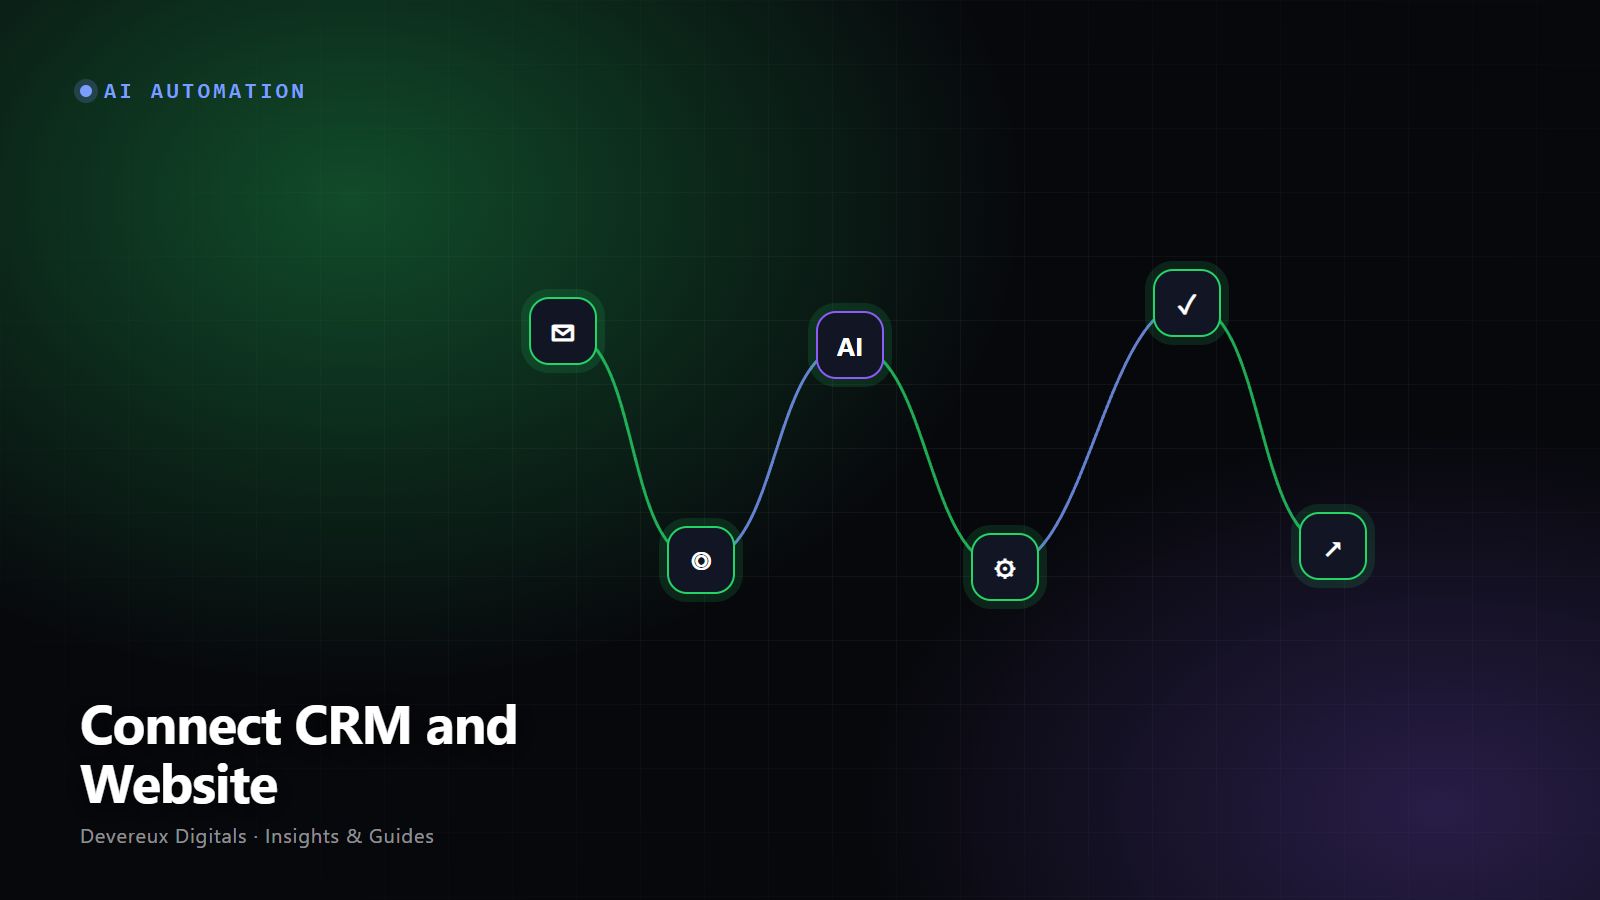 AI AUTOMATION
AI
Connect CRM and
Website
Devereux Digitals · Insights & Guides